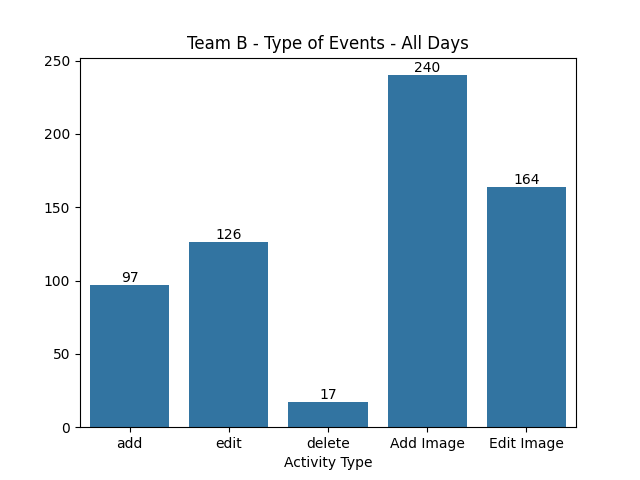 Team B - Type of Events - All Days
250
200
150
100
50
0
97
126
17
240
164
add
edit
delete
Add Image
Edit Image
Activity Type